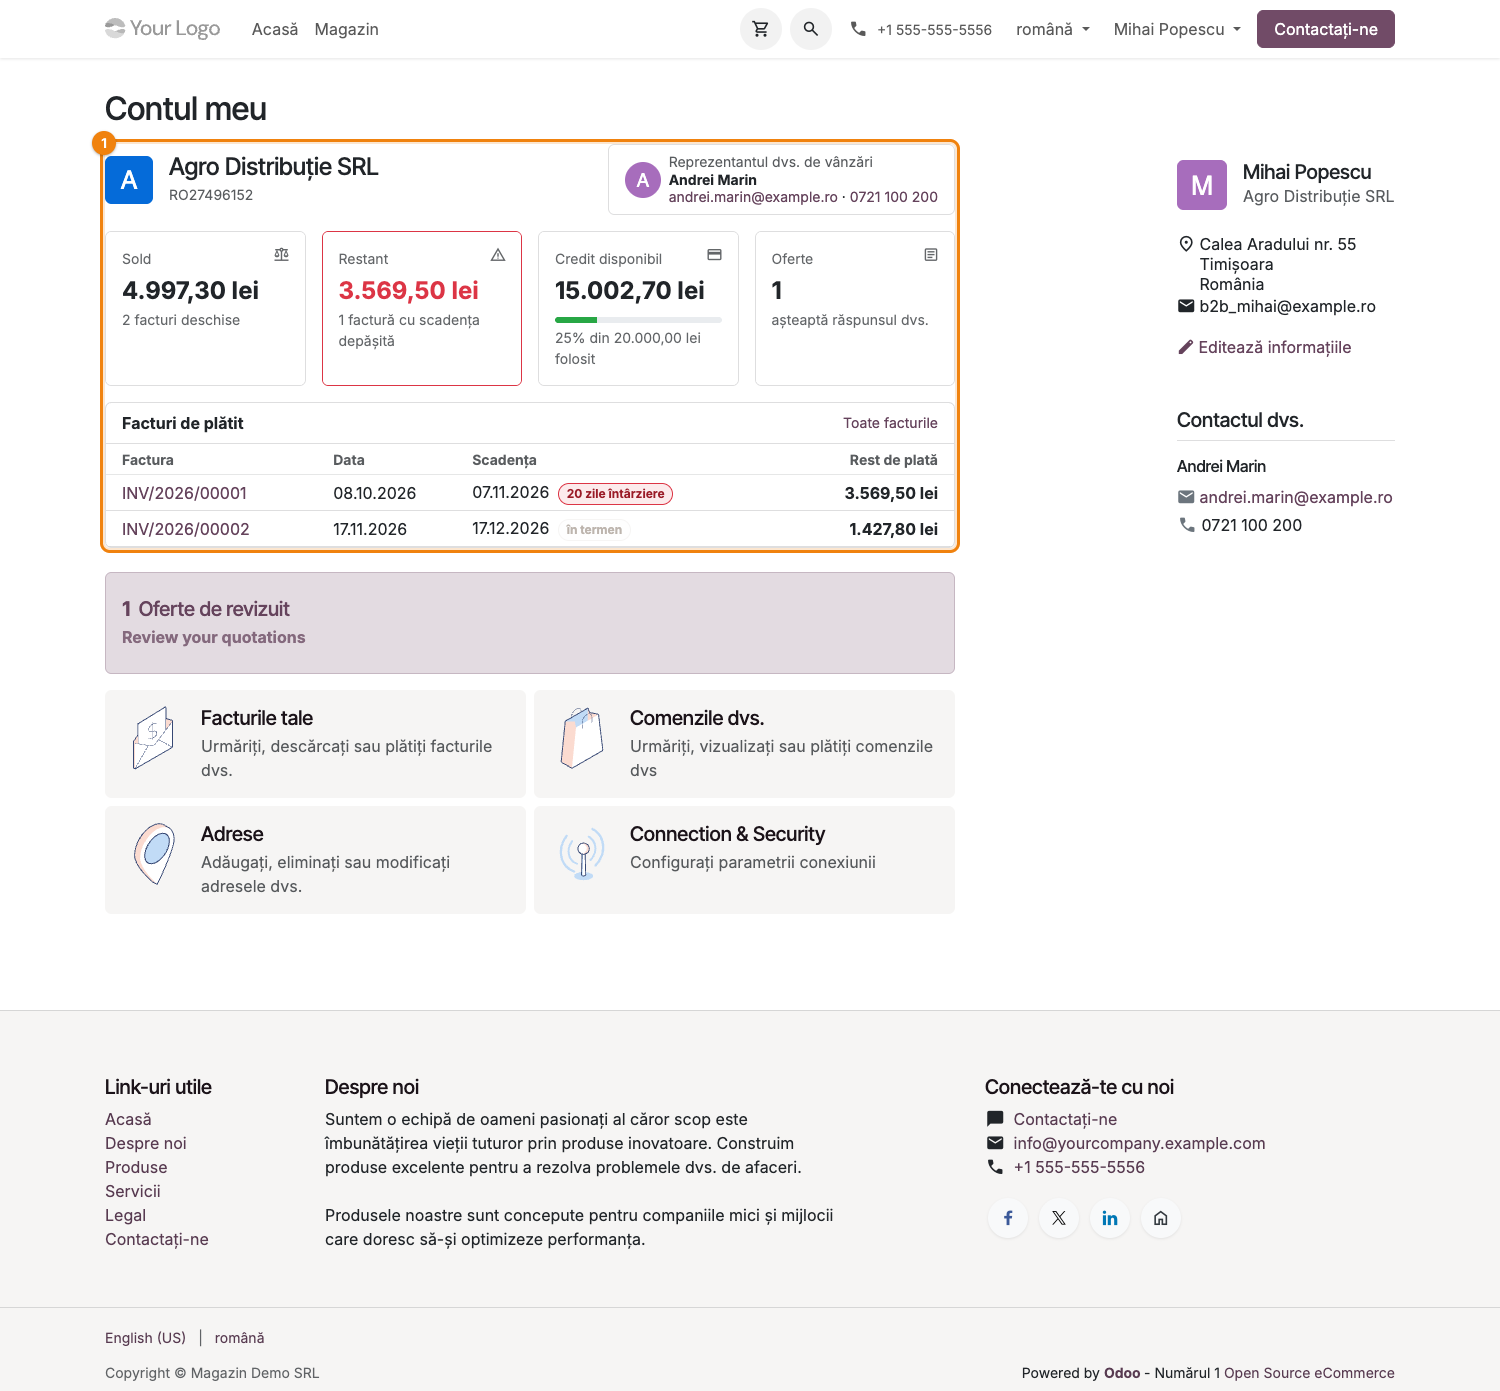 Your Logo
Acasă
Magazin
+1 555-555-5556
română
Mihai Popescu
Contactați-ne
Contul meu
1
A
Agro Distribuție SRL
RO27496152
A
Reprezentantul dvs. de vânzări
Andrei Marin
andrei.marin@example.ro · 0721 100 200
Sold
4.997,30 lei
2 facturi deschise
Restant
3.569,50 lei
1 factură cu scadența
depășită
Credit disponibil
15.002,70 lei
25% din 20.000,00 lei
folosit
Oferte
1
așteaptă răspunsul dvs.
Facturi de plătit
Toate facturile
Factura Data Scadența Rest de plată
INV/2026/00001 08.10.2026 07.11.2026 20 zile întârziere 3.569,50 lei
INV/2026/00002 17.11.2026 17.12.2026 în termen 1.427,80 lei
1 Oferte de revizuit
Review your quotations
Facturile tale
Urmăriți, descărcați sau plătiți facturile
dvs.
Comenzile dvs.
Urmăriți, vizualizați sau plătiți comenzile
dvs
Adrese
Adăugați, eliminați sau modificați
adresele dvs.
Connection & Security
Configurați parametrii conexiunii
M
Mihai Popescu
Agro Distribuție SRL
Calea Aradului nr. 55
Timișoara
România
b2b_mihai@example.ro
Editează informațiile
Contactul dvs.
Andrei Marin
andrei.marin@example.ro
0721 100 200
Link-uri utile
Acasă
Despre noi
Produse
Servicii
Legal
Contactați-ne
Despre noi
Suntem o echipă de oameni pasionați al căror scop este
îmbunătățirea vieții tuturor prin produse inovatoare. Construim
produse excelente pentru a rezolva problemele dvs. de afaceri.
Produsele noastre sunt concepute pentru companiile mici și mijlocii
care doresc să-și optimizeze performanța.
Conectează-te cu noi
Contactați-ne
info@yourcompany.example.com
+1 555-555-5556
English (US) | română
Copyright © Magazin Demo SRL
Powered by Odoo - Numărul 1 Open Source eCommerce